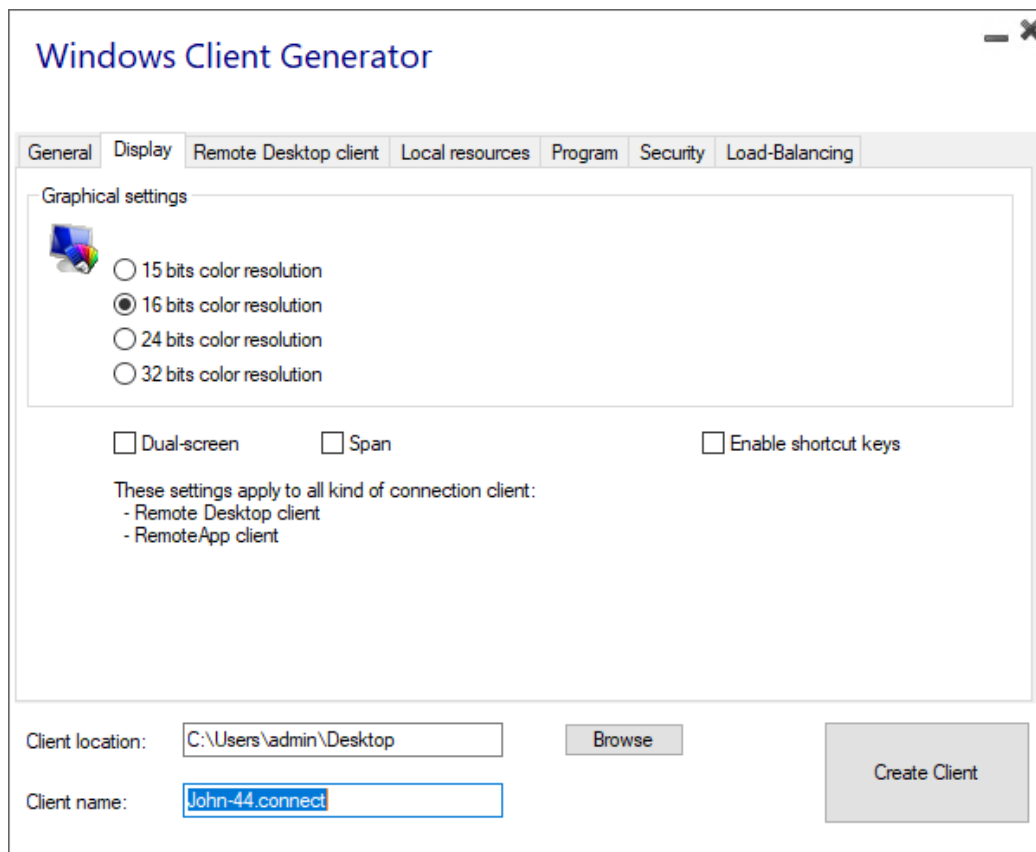 Windows Client Generator
General Display Remote Desktop client Local resources Program Security Load-Balancing
Graphical settings
15 bits color resolution
16 bits color resolution
24 bits color resolution
32 bits color resolution
Dual-screen Span Enable shortcut keys
These settings apply to all kind of connection client:
- Remote Desktop client
- RemoteApp client
Client location: C:\Users\admin\Desktop Browse
Create Client
Client name: John-44.connect